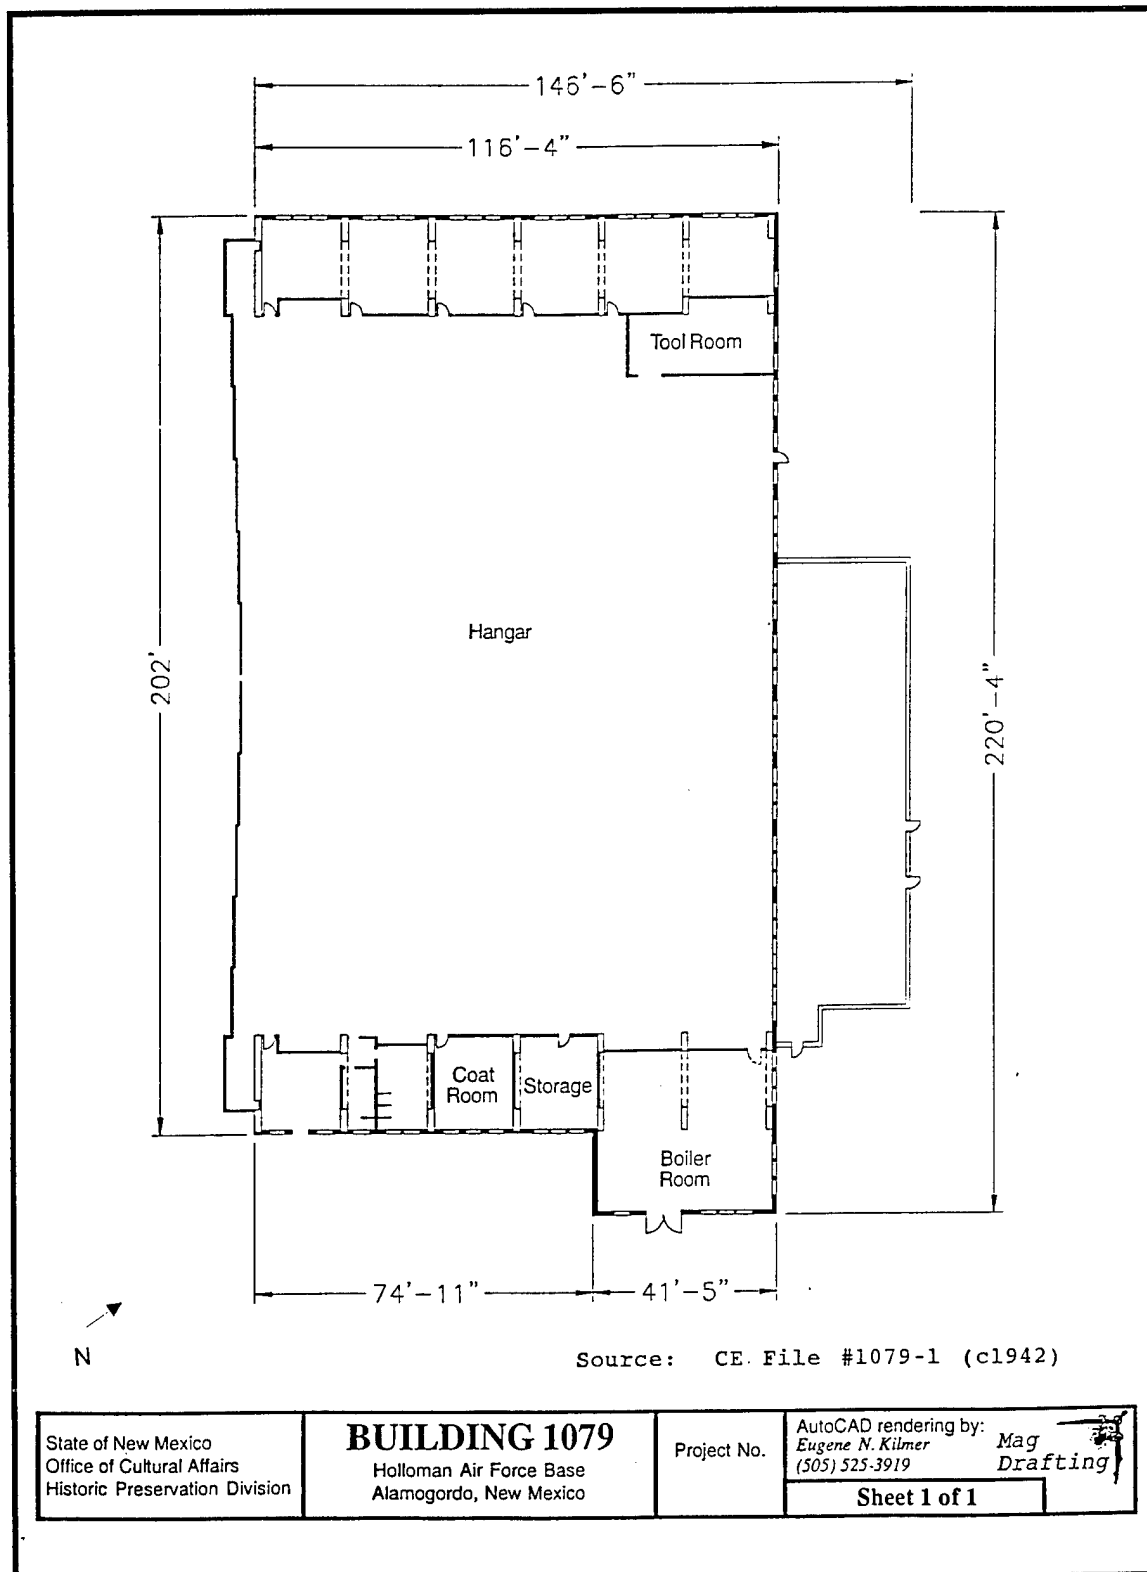 146'-6"
116'-4"
Tool Room
Hangar
202'
220'-4"
Coat
Room
Storage
Boiler
Room
74'-11"
41'-5"
N
Source: CE File #1079-1 (c1942)
State of New Mexico
Office of Cultural Affairs
Historic Preservation Division
BUILDING 1079
Holloman Air Force Base
Alamogordo, New Mexico
Project No.
AutoCAD rendering by:
Eugene N. Kilmer
(505) 525-3919
Mag
Drafting
Sheet 1 of 1